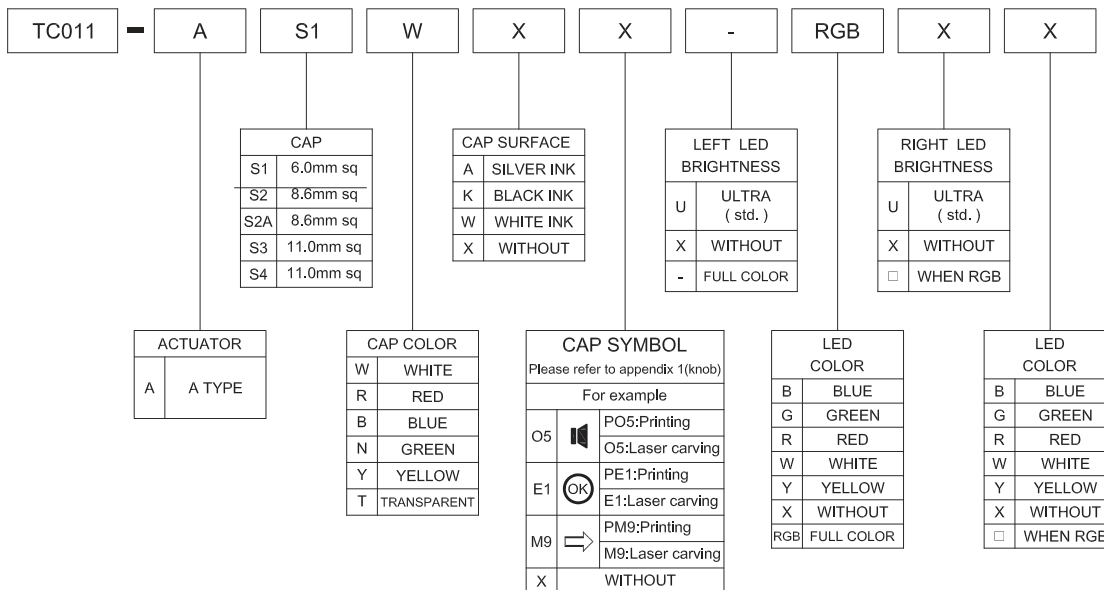 TC011 - A S1 W X X - RGB X X
CAP
S1 6.0mm sq
S2 8.6mm sq
S2A 8.6mm sq
S3 11.0mm sq
S4 11.0mm sq
CAP SURFACE
A SILVER INK
K BLACK INK
W WHITE INK
X WITHOUT
LEFT LED
BRIGHTNESS
U ULTRA
( std. )
X WITHOUT
- FULL COLOR
RIGHT LED
BRIGHTNESS
U ULTRA
( std. )
X WITHOUT
□ WHEN RGB
ACTUATOR
A A TYPE
CAP COLOR
W WHITE
R RED
B BLUE
N GREEN
Y YELLOW
T TRANSPARENT
CAP SYMBOL
Please refer to appendix 1(knob)
For example
O5 PO5:Printing
O5:Laser carving
E1 OK PE1:Printing
E1:Laser carving
M9 PM9:Printing
M9:Laser carving
X WITHOUT
LED
COLOR
B BLUE
G GREEN
R RED
W WHITE
Y YELLOW
X WITHOUT
RGB FULL COLOR
LED
COLOR
B BLUE
G GREEN
R RED
W WHITE
Y YELLOW
X WITHOUT
□ WHEN RGB